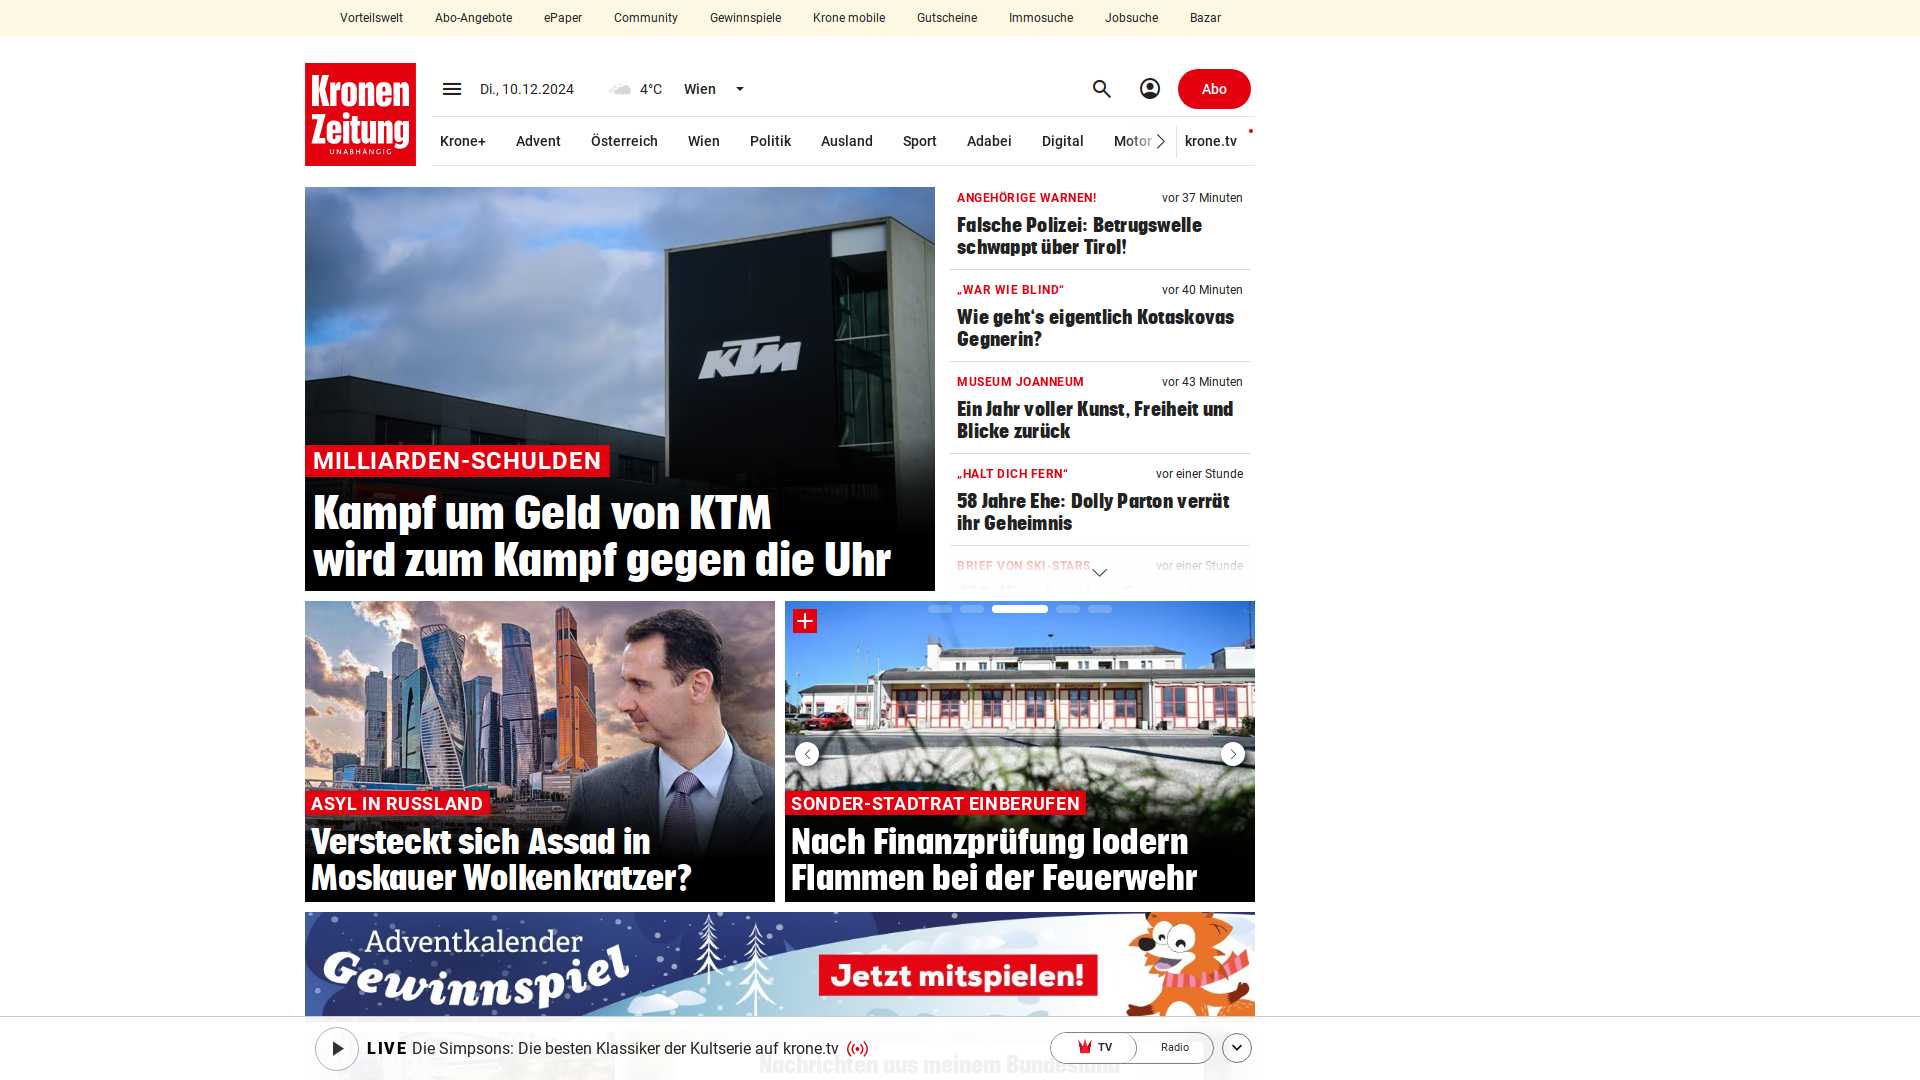 Vorteilswelt
Abo-Angebote
ePaper
Community
Gewinnspiele
Krone mobile
Gutscheine
Immosuche
Jobsuche
Bazar
Kronen
Zeitung
UNABHÄNGIG
Di., 10.12.2024
4°C
Wien
Abo
Krone+
Advent
Österreich
Wien
Politik
Ausland
Sport
Adabei
Digital
Motor
krone.tv
KTM
MILLIARDEN-SCHULDEN
Kampf um Geld von KTM
wird zum Kampf gegen die Uhr
ANGEHÖRIGE WARNEN!
vor 37 Minuten
Falsche Polizei: Betrugswelle
schwappt über Tirol!
„WAR WIE BLIND“
vor 40 Minuten
Wie geht‘s eigentlich Kotaskovas
Gegnerin?
MUSEUM JOANNEUM
vor 43 Minuten
Ein Jahr voller Kunst, Freiheit und
Blicke zurück
„HALT DICH FERN“
vor einer Stunde
58 Jahre Ehe: Dolly Parton verrät
ihr Geheimnis
BRIEF VON SKI-STARS
vor einer Stunde
ASYL IN RUSSLAND
Versteckt sich Assad in
Moskauer Wolkenkratzer?
SONDER-STADTRAT EINBERUFEN
Nach Finanzprüfung lodern
Flammen bei der Feuerwehr
Adventkalender
Gewinnspiel
Jetzt mitspielen!
LIVE Die Simpsons: Die besten Klassiker der Kultserie auf krone.tv
TV
Radio
Nachrichten aus meinem Bundesland